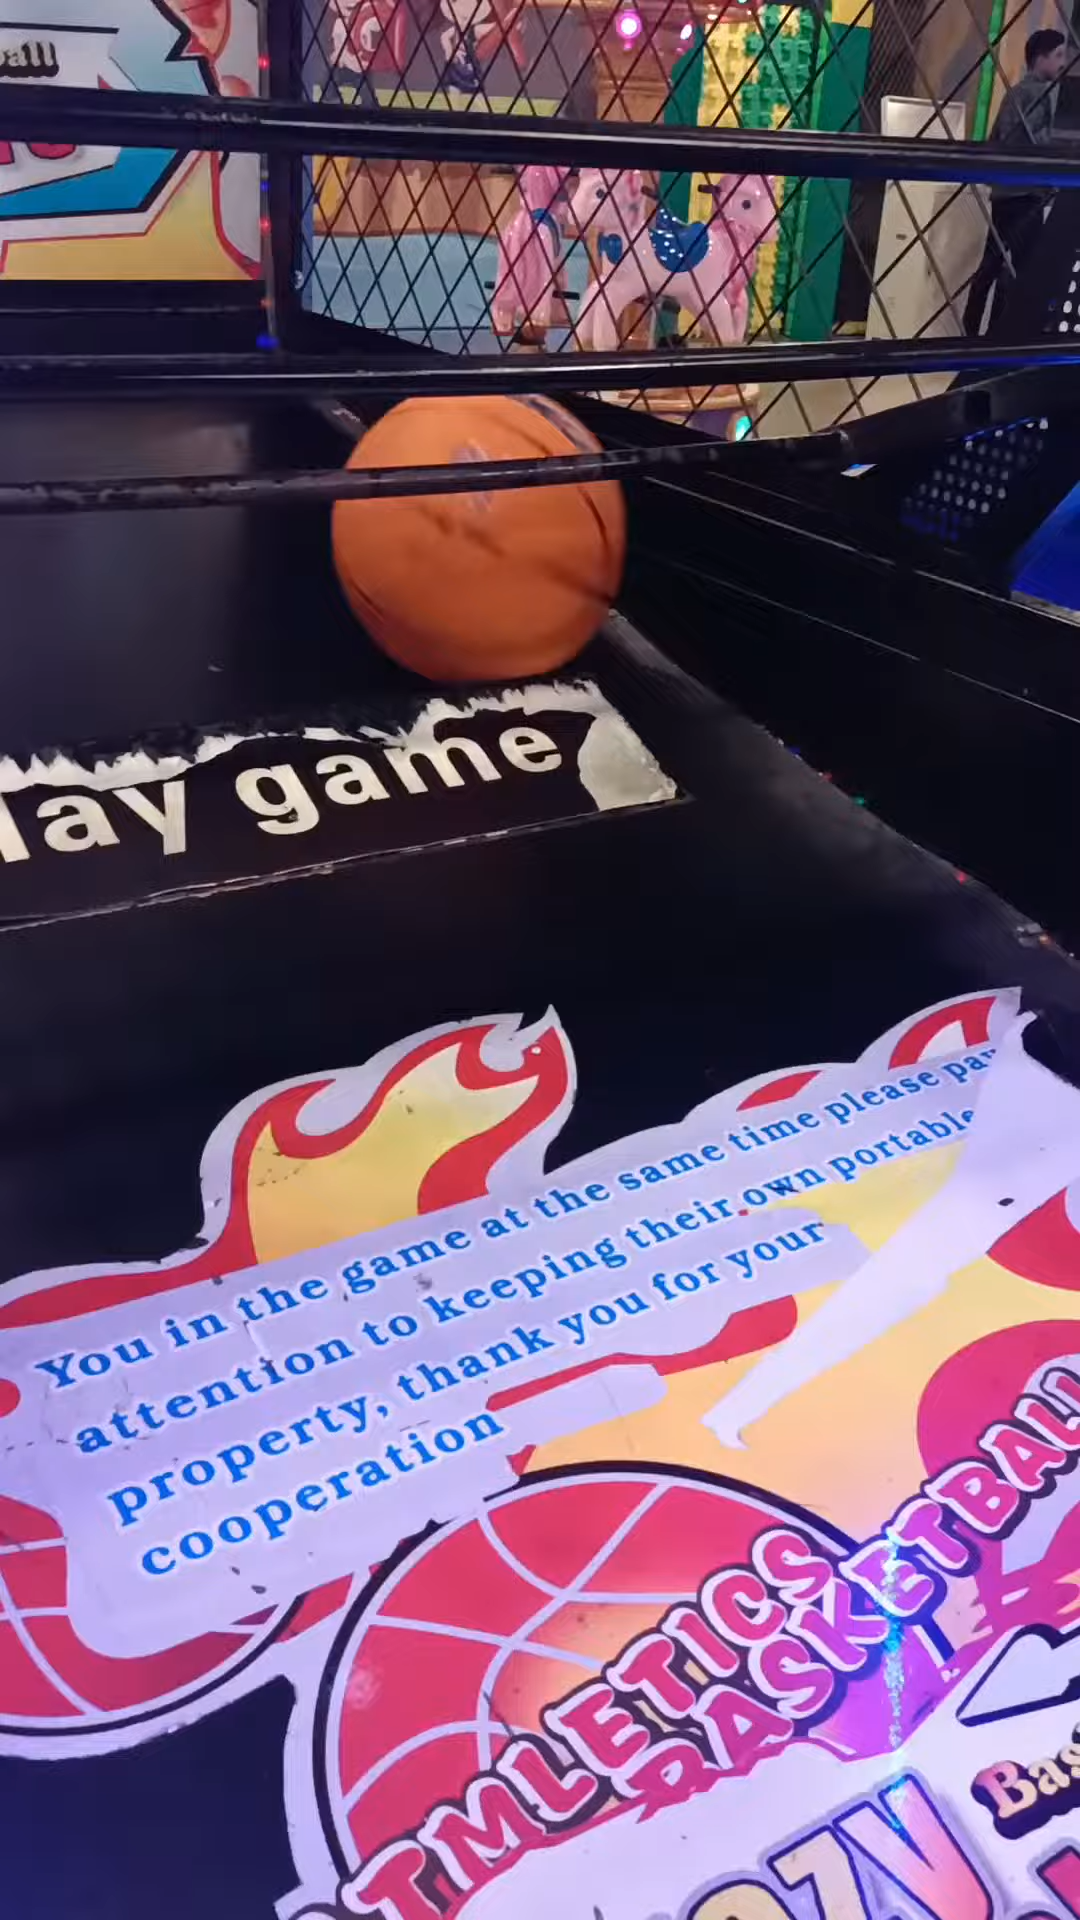 ball
lay game
You in the game at the same time please pay
attention to keeping their own portable
property, thank you for your
cooperation
TMLETICS
BASKETBALL
Bas